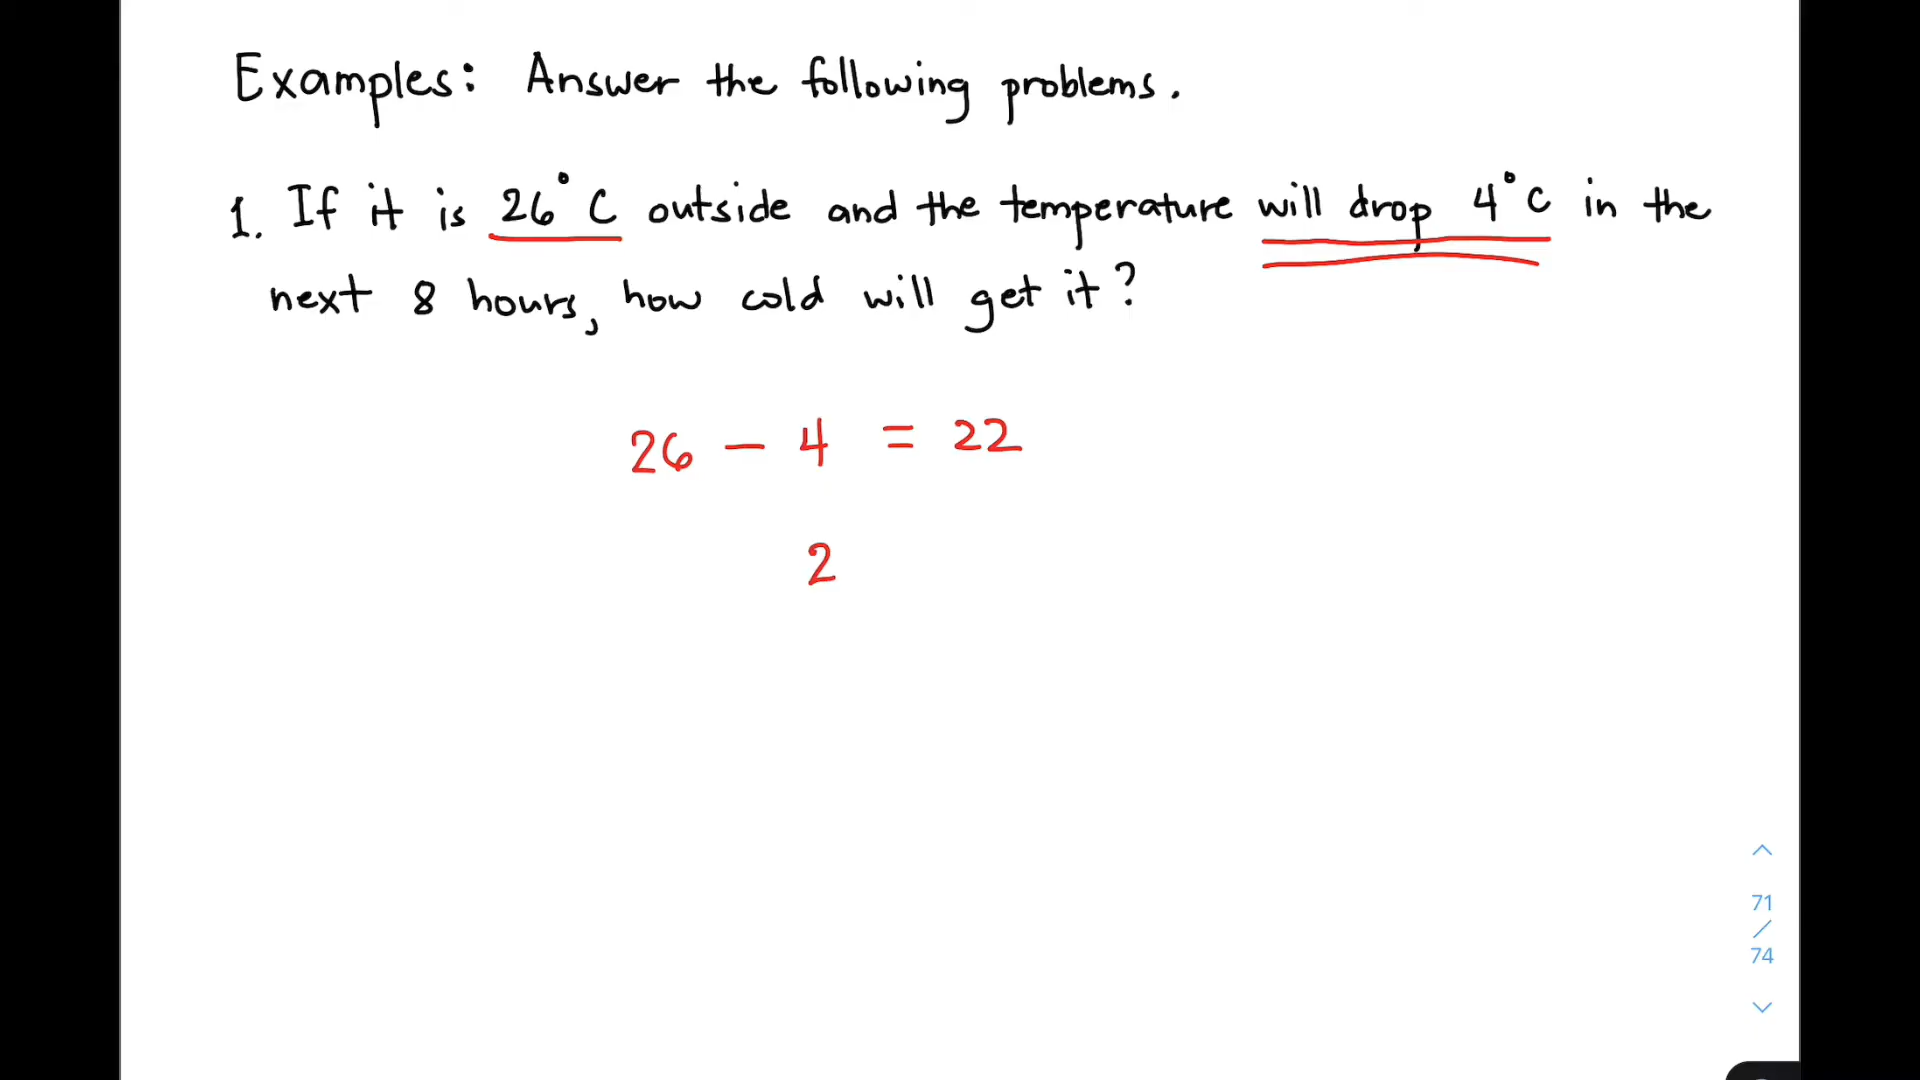 Examples: Answer the following problems.
1. If it is 26°C outside and the temperature will drop 4°C in the
next 8 hours, how cold will get it?
26 - 4 = 22
2
71
/
74